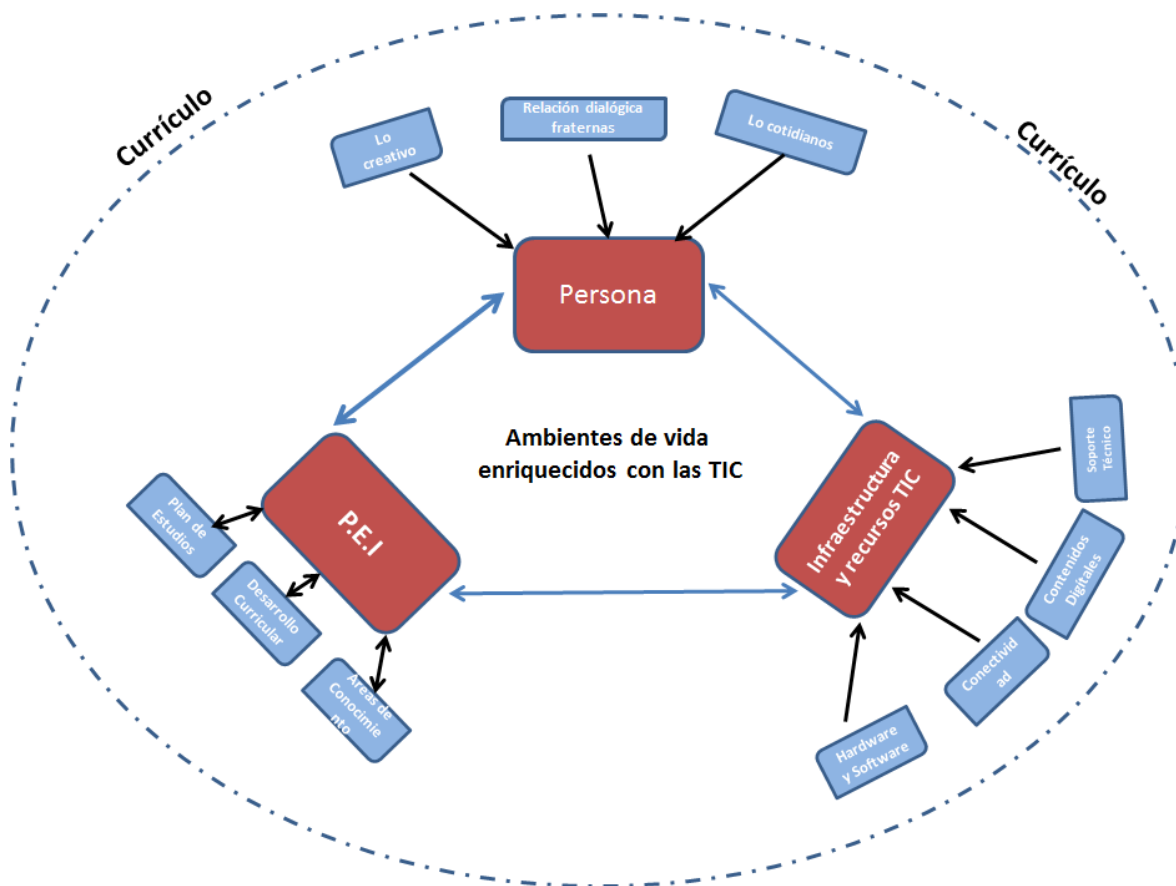 Currículo
Currículo
Lo
creativo
Relación dialógica
fraternas
Lo cotidianos
Persona
Ambientes de vida
enriquecidos con las TIC
P.E.I
Plan de
Estudios
Desarrollo
Curricular
Áreas de
Conocimie
nto
Infraestructura
y recursos TIC
Soporte
Técnico
Contenidos
Digítales
Conectivid
ad
Hardware
y Software